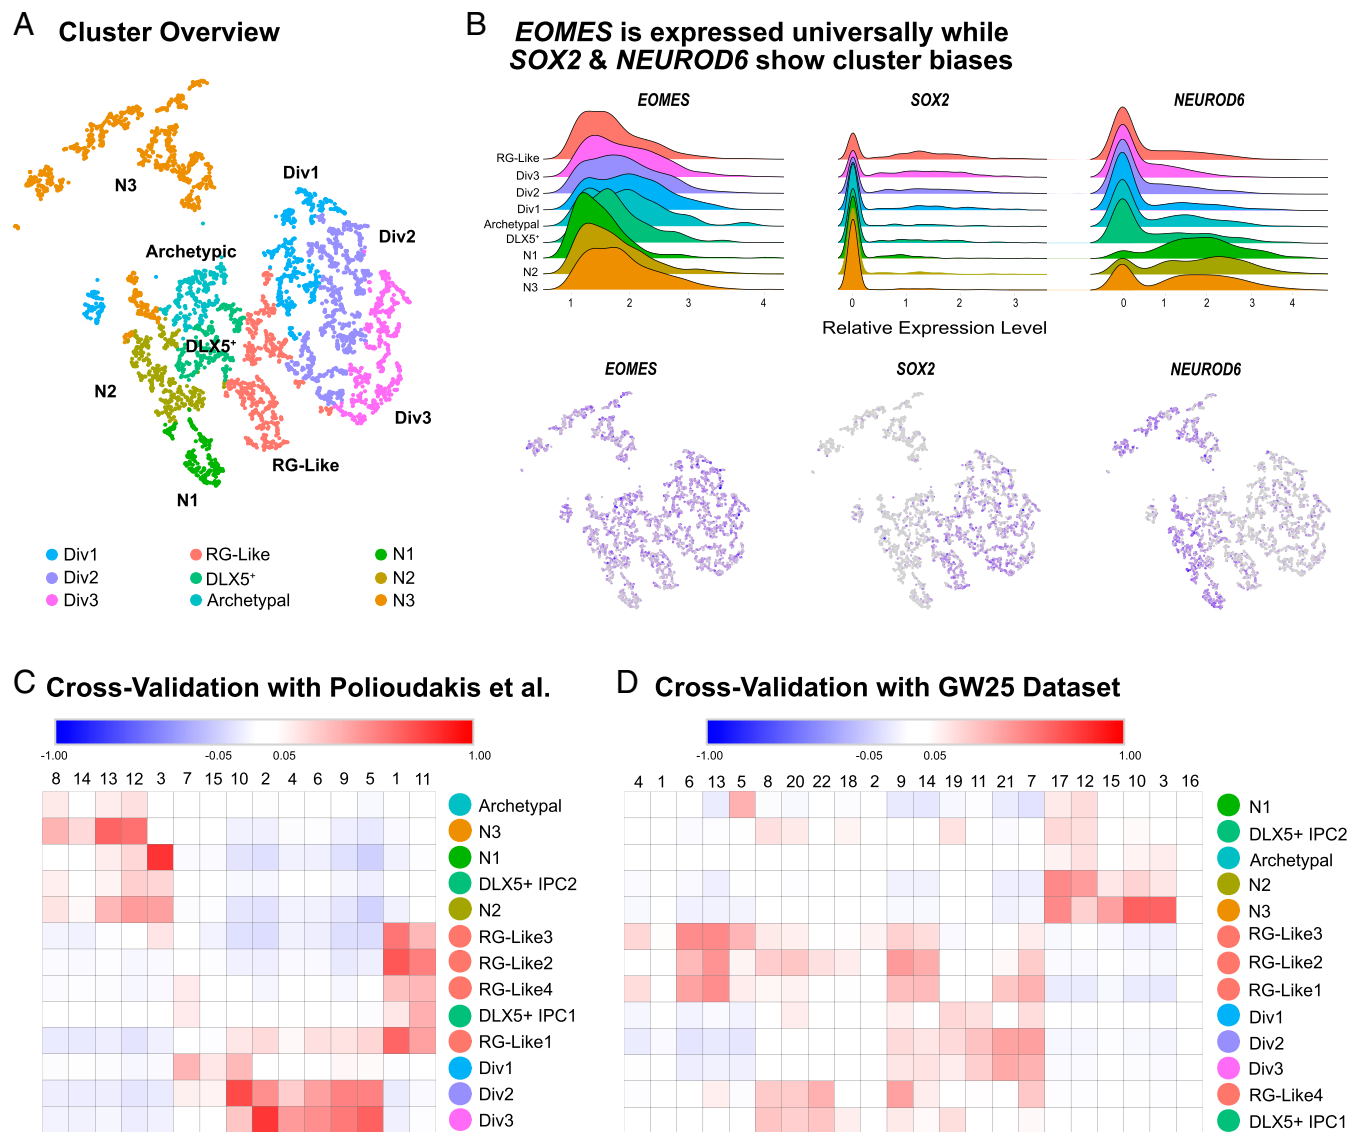 A Cluster Overview
N3
Div1
Div2
Archetypic
DLX5+
N2
Div3
RG-Like
N1
Div1
RG-Like
N1
Div2
DLX5+
N2
Div3
Archetypal
N3
B EOMES is expressed universally while
SOX2 & NEUROD6 show cluster biases
EOMES SOX2 NEUROD6
RG-Like
Div3
Div2
Div1
Archetypal
DLX5+
N1
N2
N3
1 2 3 4 0 1 2 3 0 1 2 3 4
Relative Expression Level
EOMES SOX2 NEUROD6
C Cross-Validation with Polioudakis et al.
-1.00 -0.05 0.05 1.00
8 14 13 12 3 7 15 10 2 4 6 9 5 1 11
Archetypal
N3
N1
DLX5+ IPC2
N2
RG-Like3
RG-Like2
RG-Like4
DLX5+ IPC1
RG-Like1
Div1
Div2
Div3
D Cross-Validation with GW25 Dataset
-1.00 -0.05 0.05 1.00
4 1 6 13 5 8 20 22 18 2 9 14 19 11 21 7 17 12 15 10 3 16
N1
DLX5+ IPC2
Archetypal
N2
N3
RG-Like3
RG-Like2
RG-Like1
Div1
Div2
Div3
RG-Like4
DLX5+ IPC1